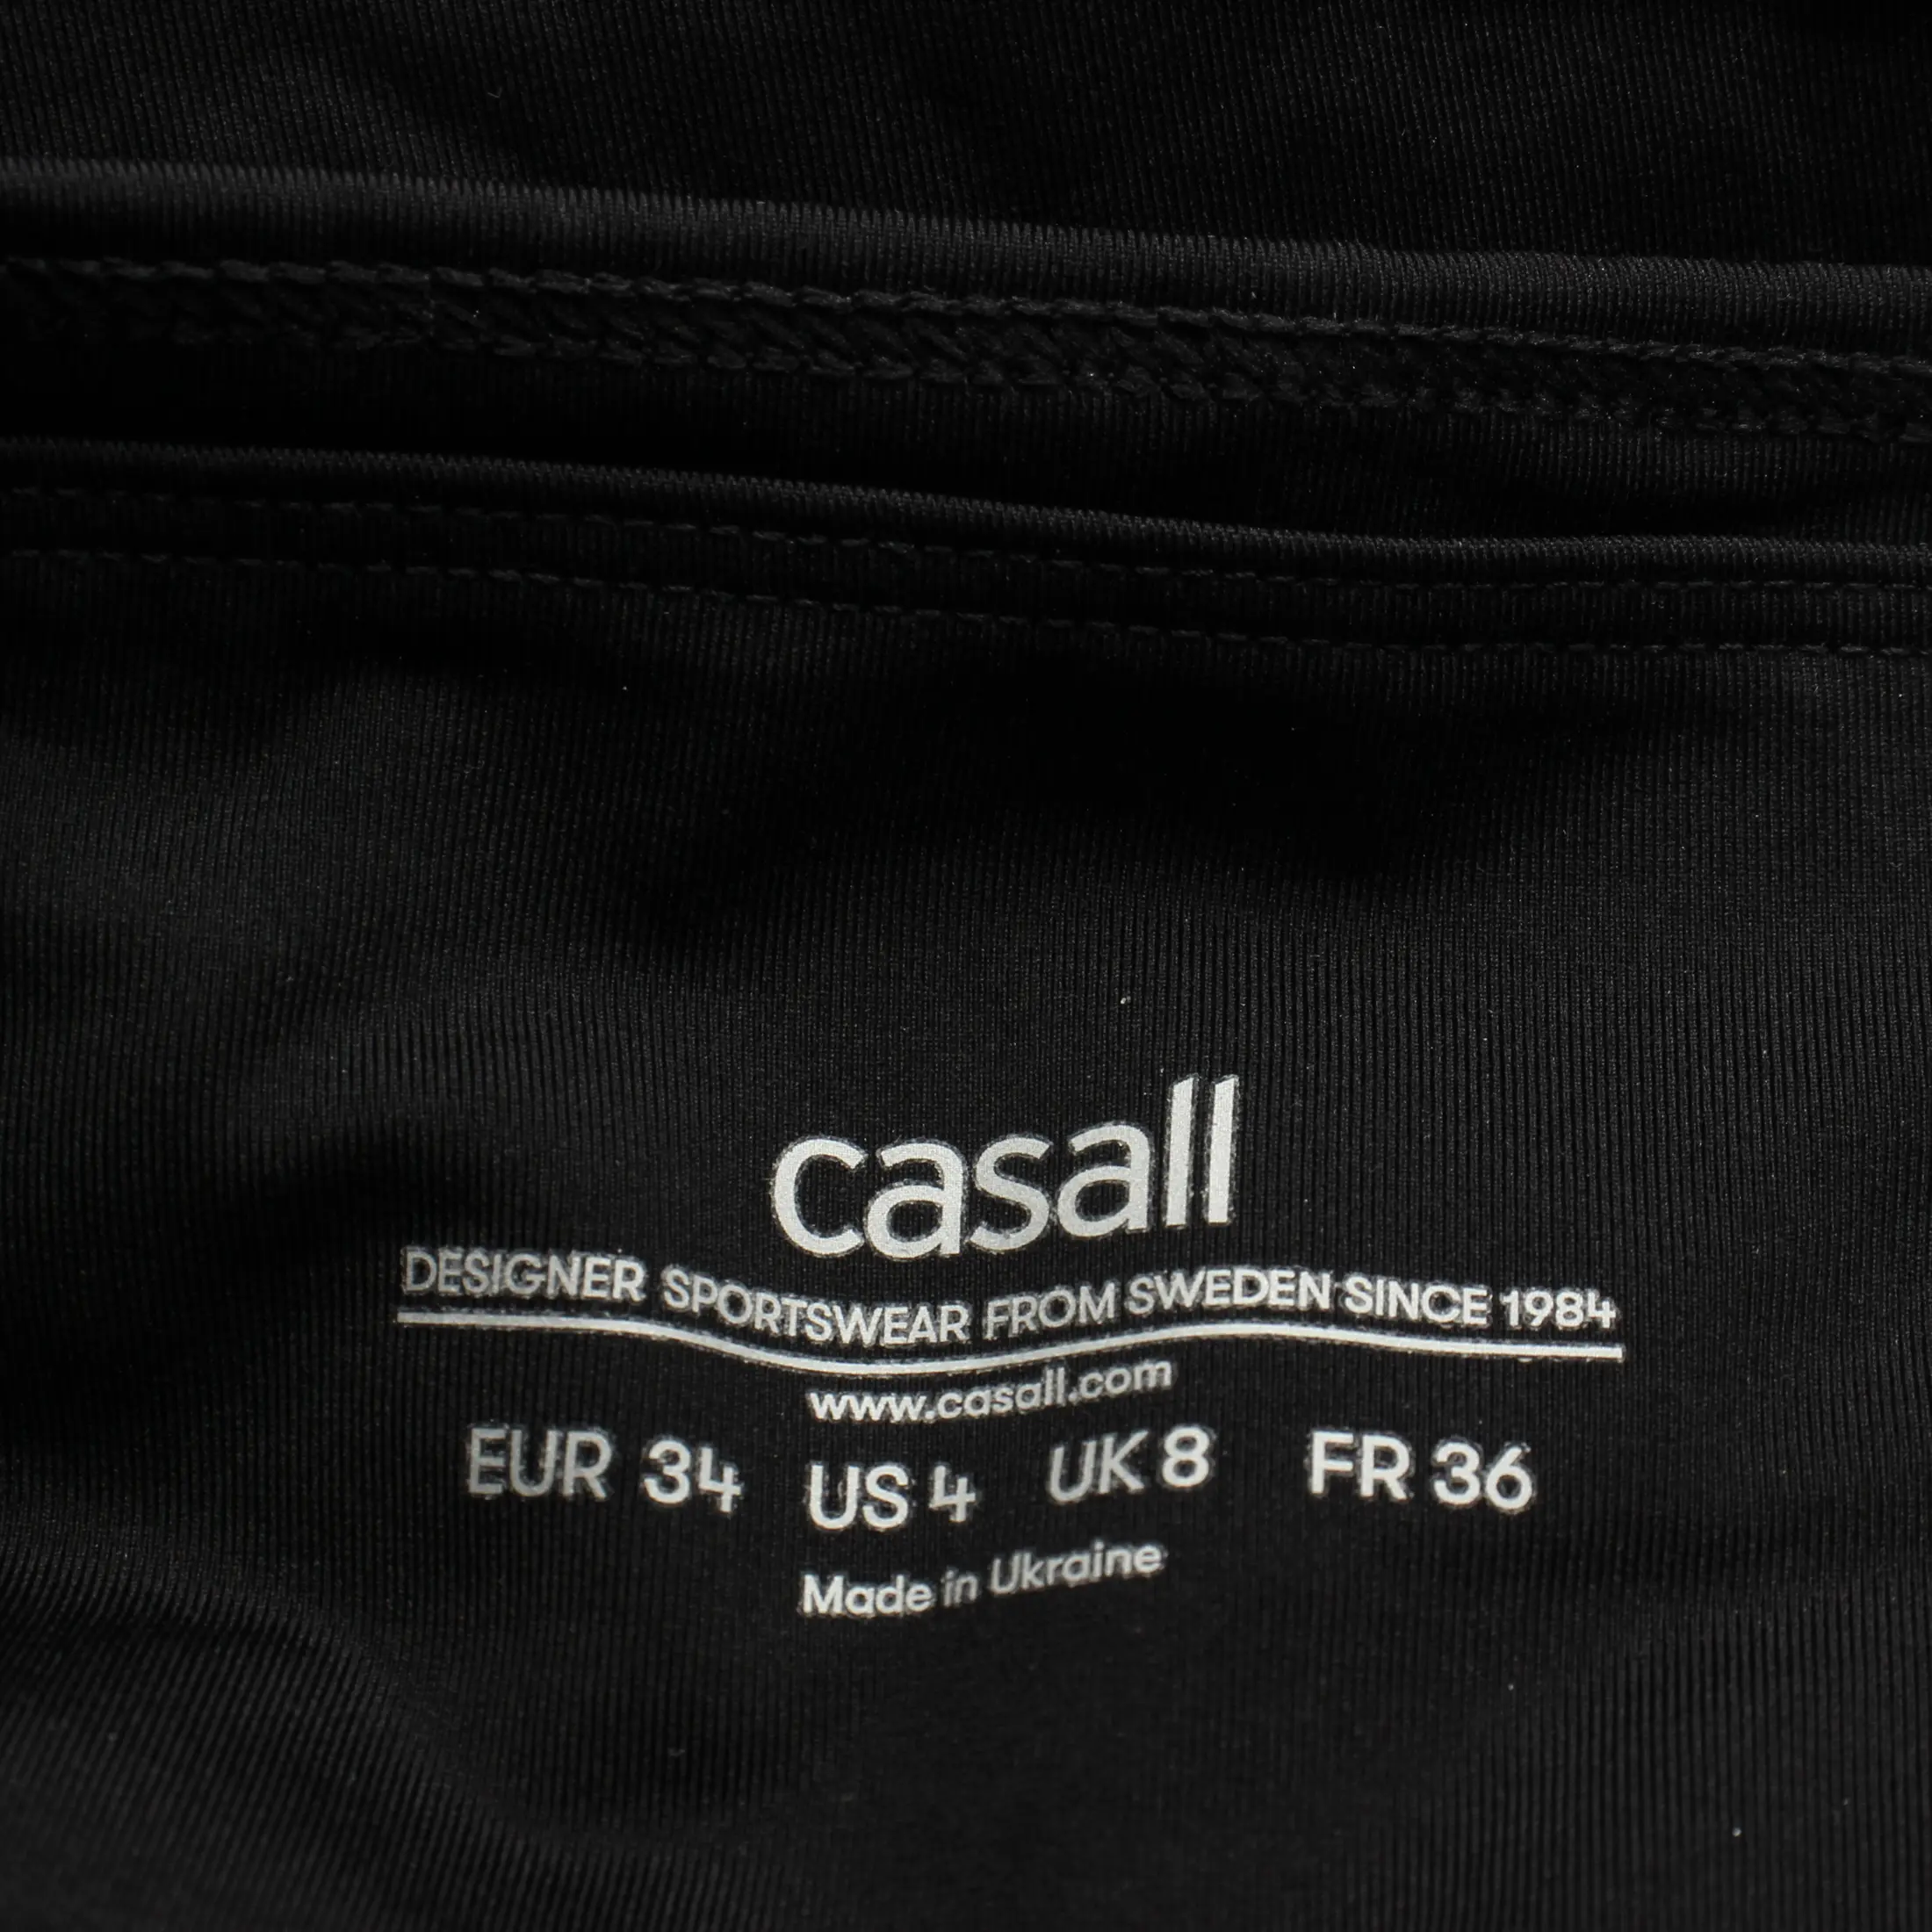 casall
DESIGNER SPORTSWEAR FROM SWEDEN SINCE 1984
www.casall.com
EUR 34 US 4 UK 8 FR 36
Made in Ukraine